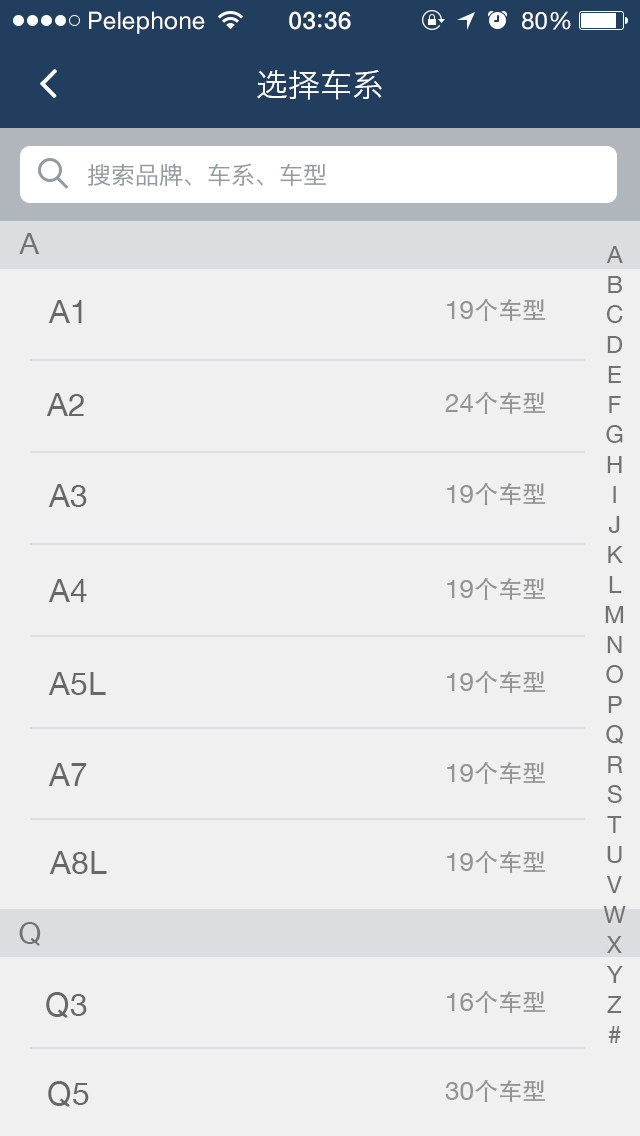 Pelephone 03:36 80%
选择车系
搜索品牌、车系、车型
A
A1 19个车型
A2 24个车型
A3 19个车型
A4 19个车型
A5L 19个车型
A7 19个车型
A8L 19个车型
Q
Q3 16个车型
Q5 30个车型
A
B
C
D
E
F
G
H
I
J
K
L
M
N
O
P
Q
R
S
T
U
V
W
X
Y
Z
#